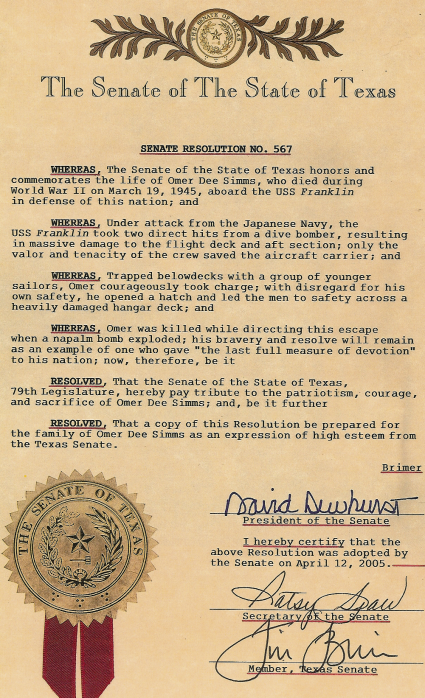 THE SENATE OF TEXAS
The Senate of The State of Texas
SENATE RESOLUTION NO. 567
WHEREAS, The Senate of the State of Texas honors and
commemorates the life of Omer Dee Simms, who died during
World War II on March 19, 1945, aboard the USS Franklin
in defense of this nation; and
WHEREAS, Under attack from the Japanese Navy, the
USS Franklin took two direct hits from a dive bomber, resulting
in massive damage to the flight deck and aft section; only the
valor and tenacity of the crew saved the aircraft carrier; and
WHEREAS, Trapped belowdecks with a group of younger
sailors, Omer courageously took charge; with disregard for his
own safety, he opened a hatch and led the men to safety across a
heavily damaged hangar deck; and
WHEREAS, Omer was killed while directing this escape
when a napalm bomb exploded; his bravery and resolve will remain
as an example of one who gave "the last full measure of devotion"
to his nation; now, therefore, be it
RESOLVED, That the Senate of the State of Texas,
79th Legislature, hereby pay tribute to the patriotism, courage,
and sacrifice of Omer Dee Simms; and, be it further
RESOLVED, That a copy of this Resolution be prepared for
the family of Omer Dee Simms as an expression of high esteem from
the Texas Senate.
Brimer
David Dewhurst
President of the Senate
I hereby certify that the
above Resolution was adopted by
the Senate on April 12, 2005.
Patsy Spaw
Secretary of the Senate
Jim Brimer
Member, Texas Senate
THE SENATE OF TEXAS